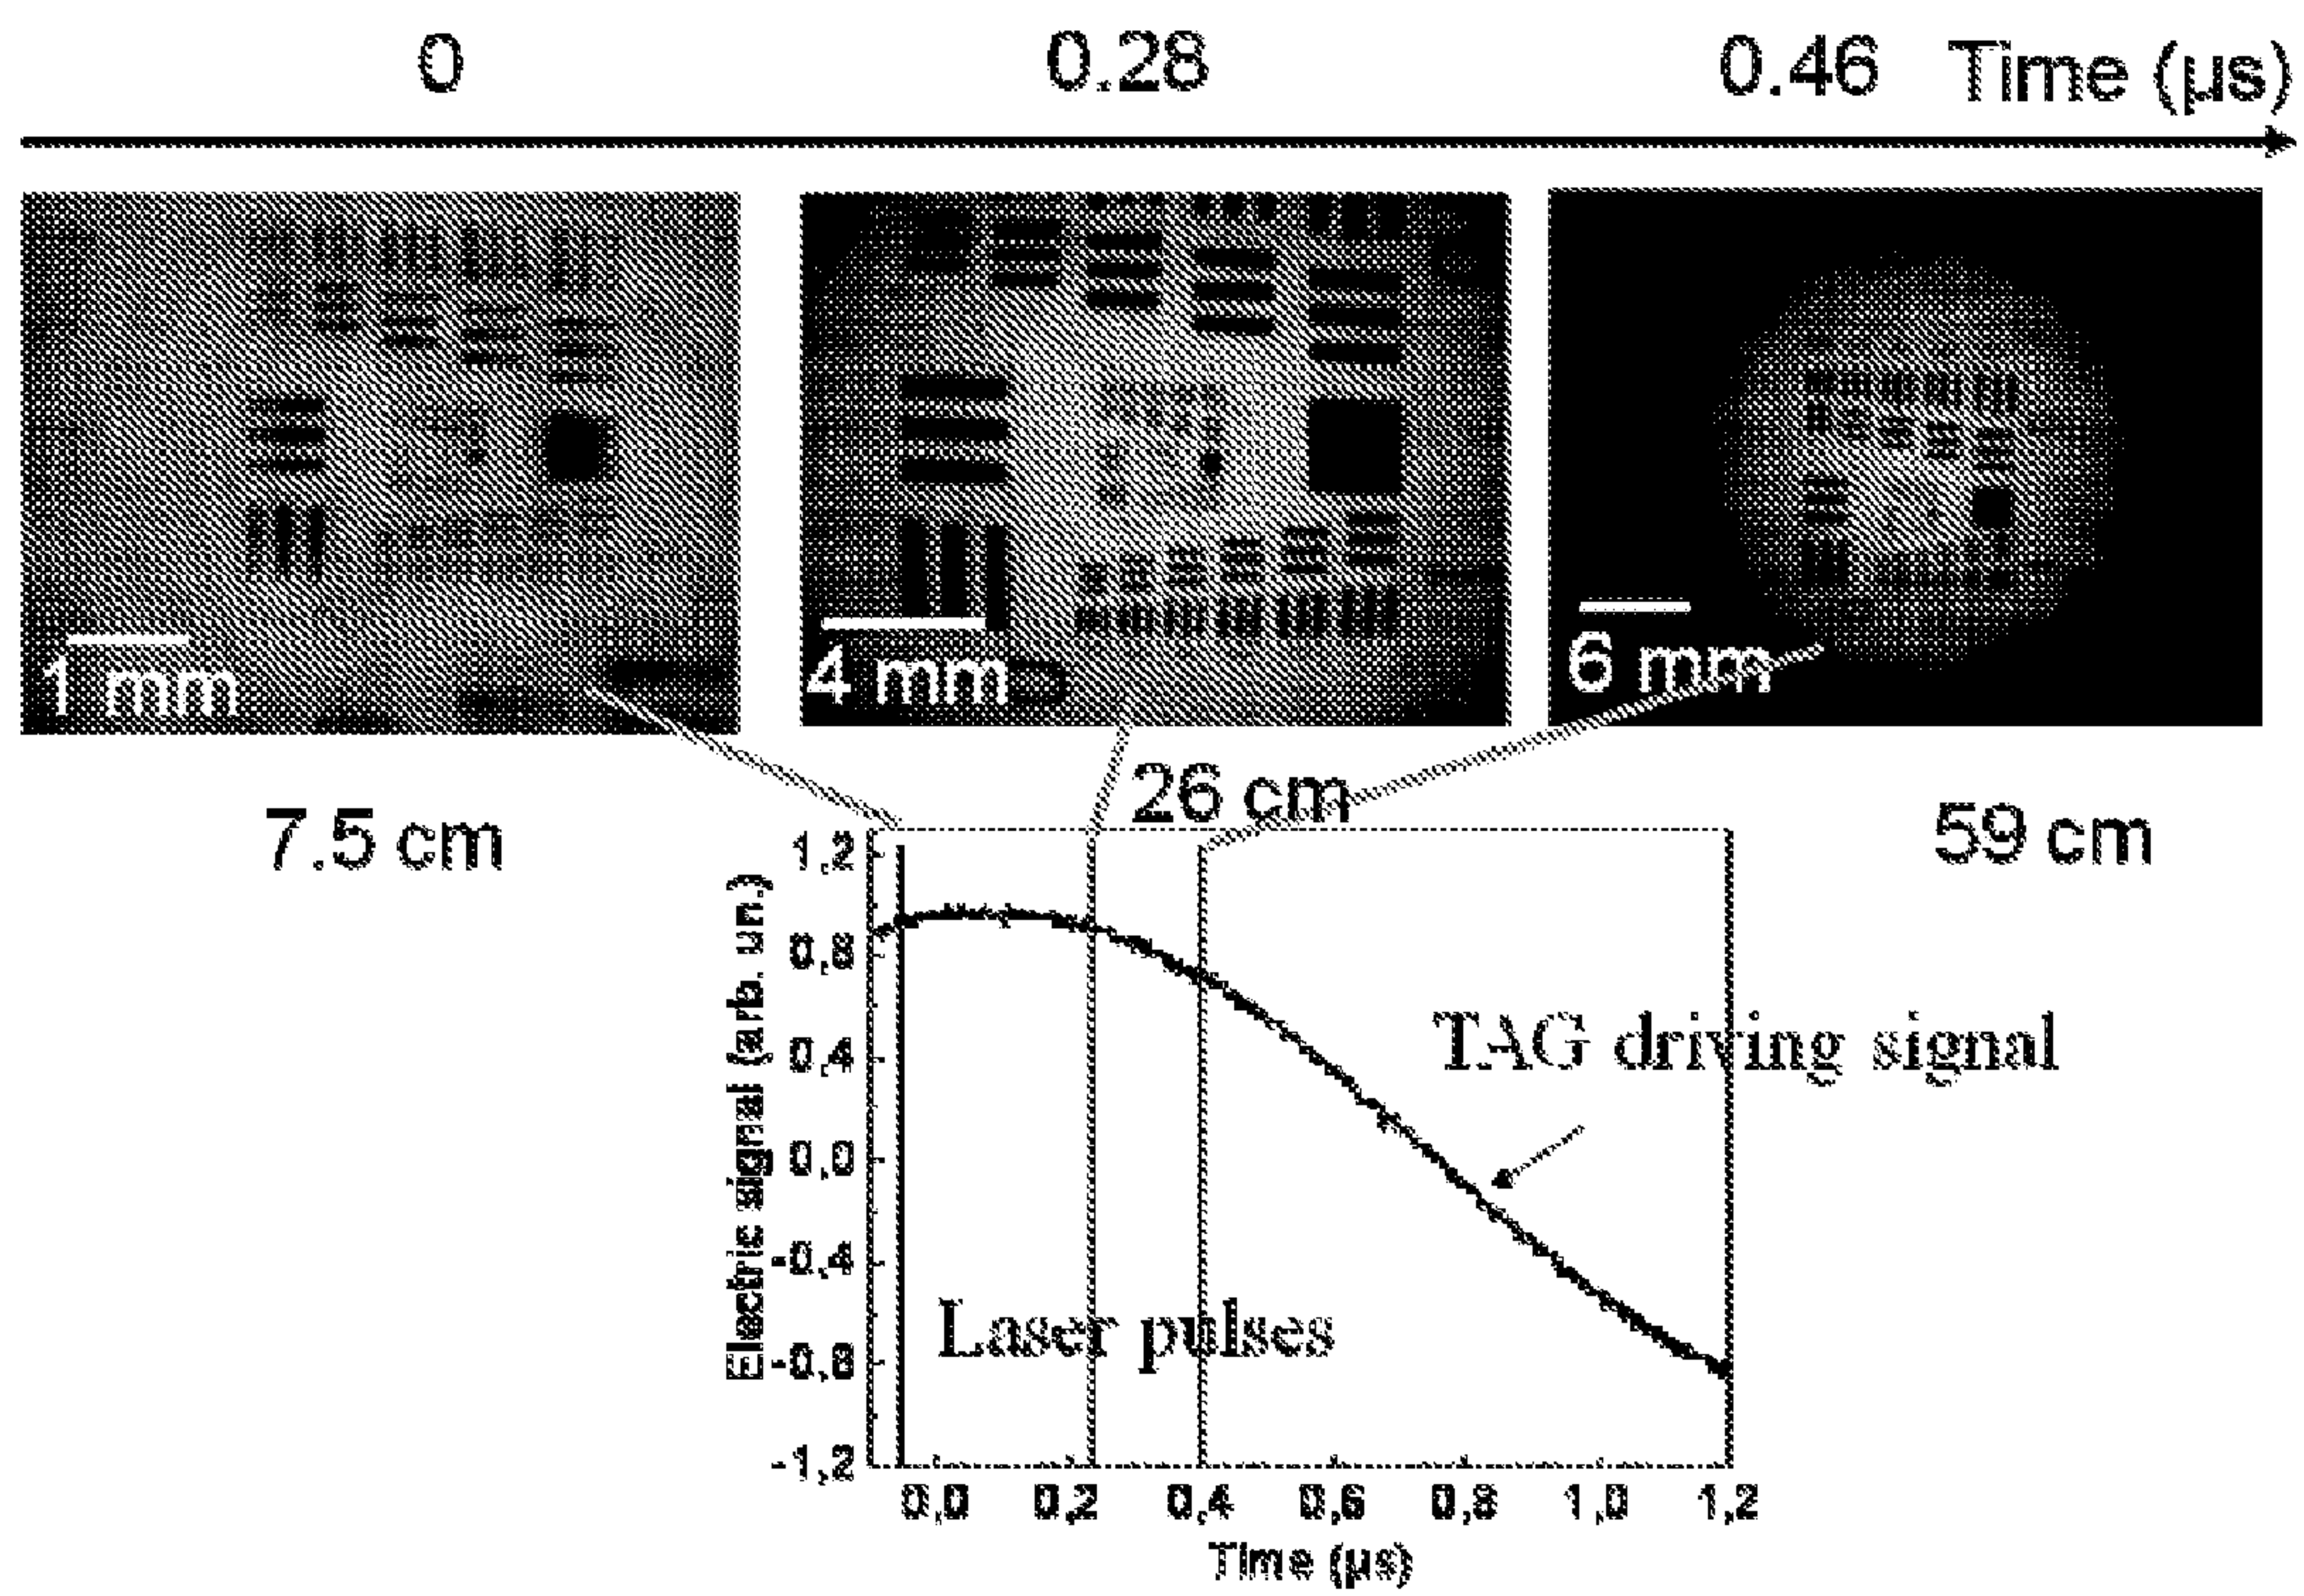 0 0.28 0.46 Time (µs)
1 mm
4 mm
6 mm
7.5 cm
26 cm
59 cm
Electric signal (arb. un.)
1,2
0,8
0,4
0,0
-0,4
-0,8
-1,2
TAG driving signal
Laser pulses
0,0 0,2 0,4 0,6 0,8 1,0 1,2
Time (µs)